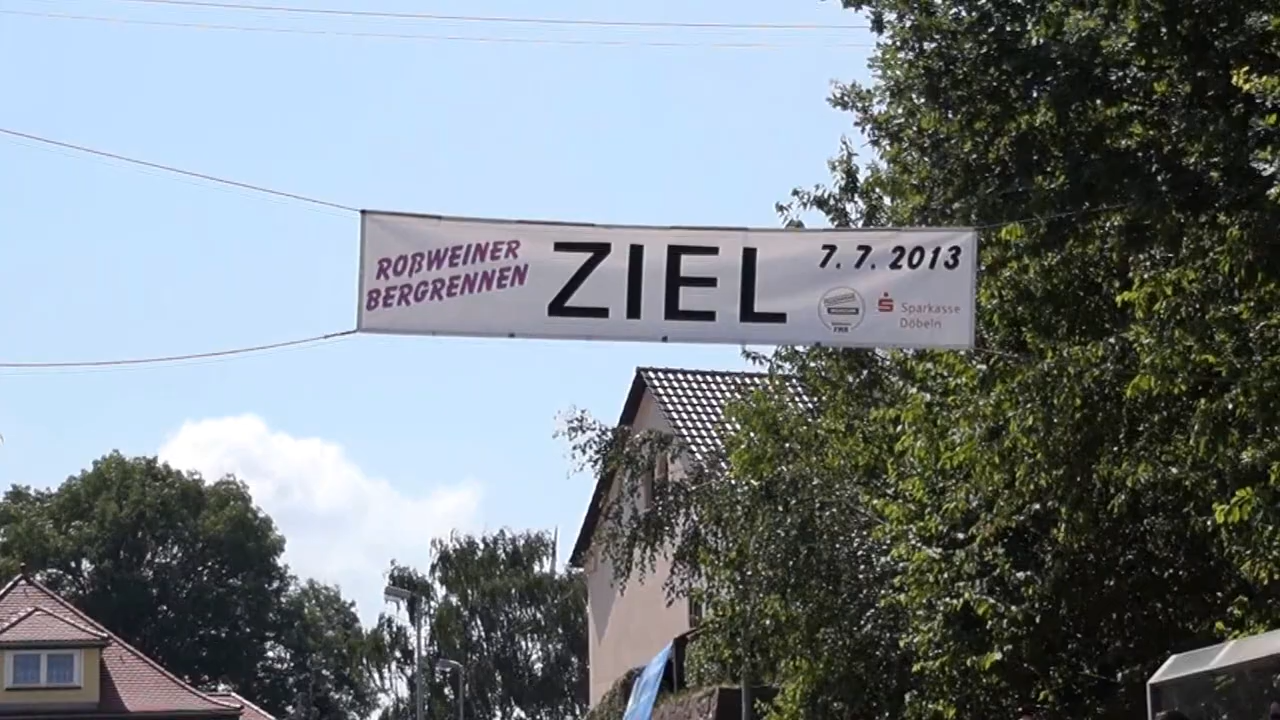 ROẞWEINER
BERGRENNEN
ZIEL
7. 7. 2013
Sparkasse
Döbeln